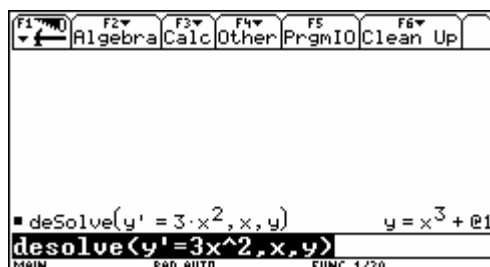 F1 F2▼ F3▼ F4▼ F5 F6▼
Algebra Calc Other PrgmIO Clean Up
▪ deSolve(y' = 3·x², x, y) y = x³ + @1
desolve(y'=3x^2,x,y)
MAIN RAD AUTO FUNC 1/30